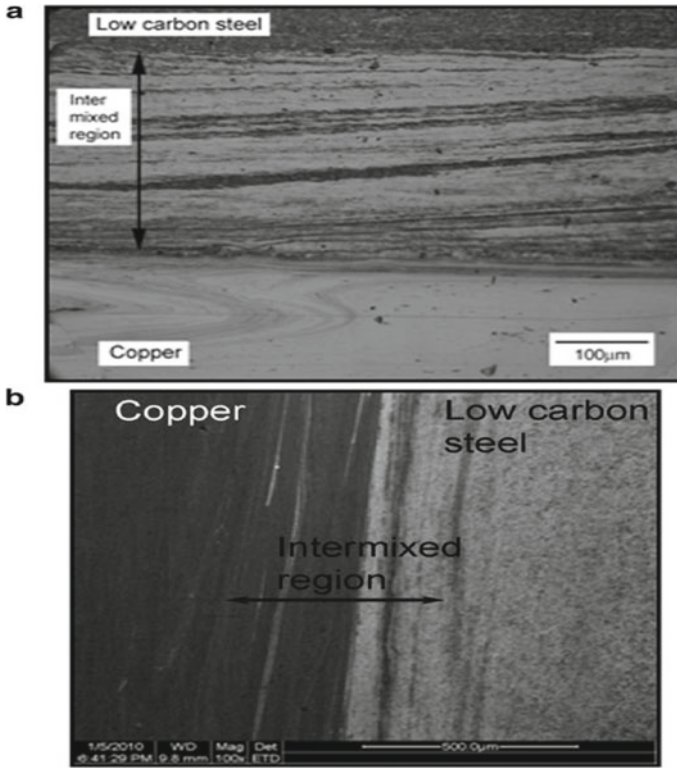 a
Low carbon steel
Inter
mixed
region
Copper
100μm
b
Copper
Low carbon
steel
Intermixed
region
1/5/2010
6:41:29 PM
WD
9.8 mm
Mag
100x
Det
ETD
500.0μm